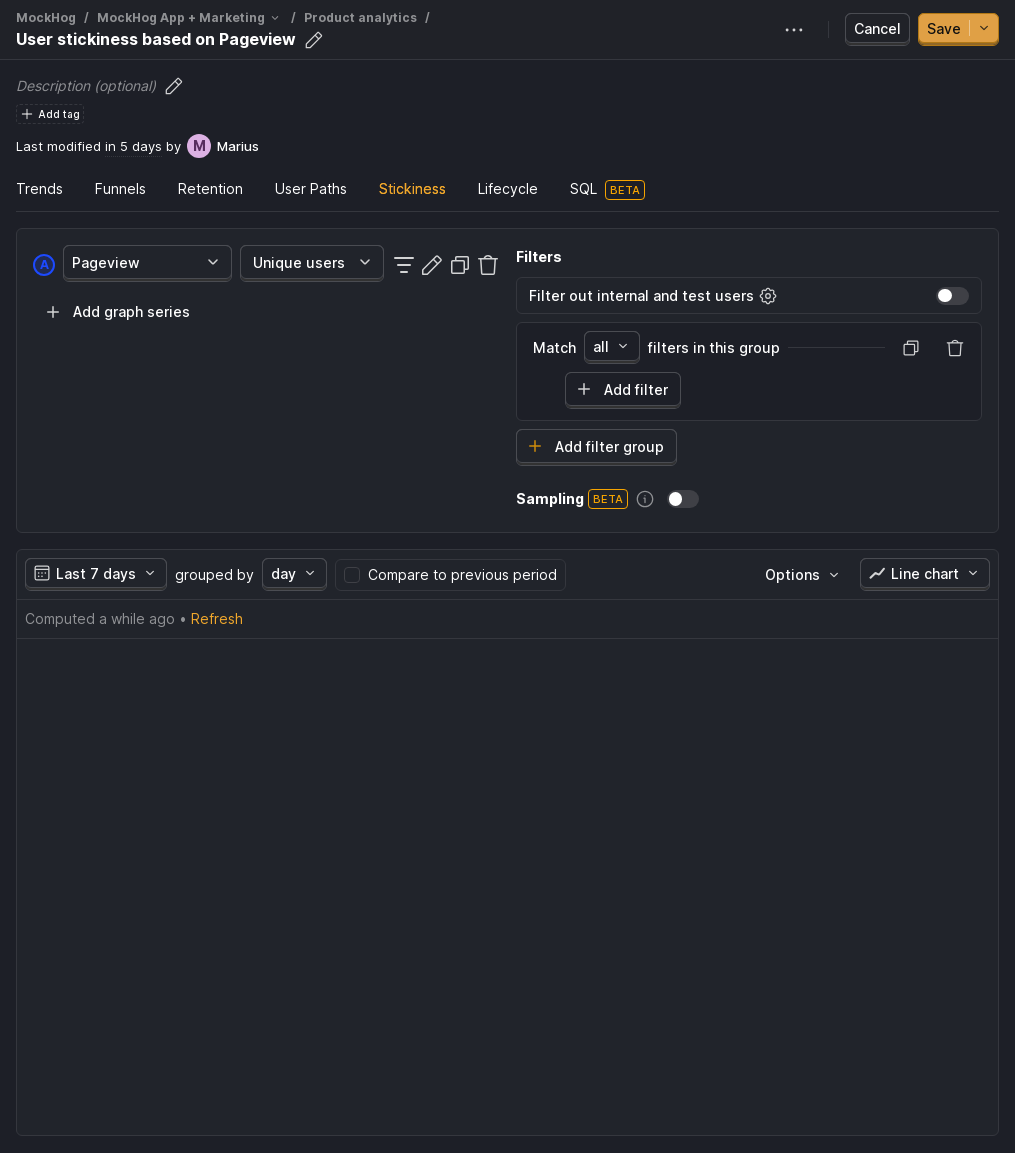 MockHog / MockHog App + Marketing / Product analytics /
User stickiness based on Pageview
Cancel
Save
Description (optional)
Add tag
Last modified in 5 days by M Marius
Trends Funnels Retention User Paths Stickiness Lifecycle SQL BETA
A Pageview Unique users
Add graph series
Filters
Filter out internal and test users
Match all filters in this group
Add filter
Add filter group
Sampling BETA
Last 7 days grouped by day Compare to previous period Options Line chart
Computed a while ago • Refresh